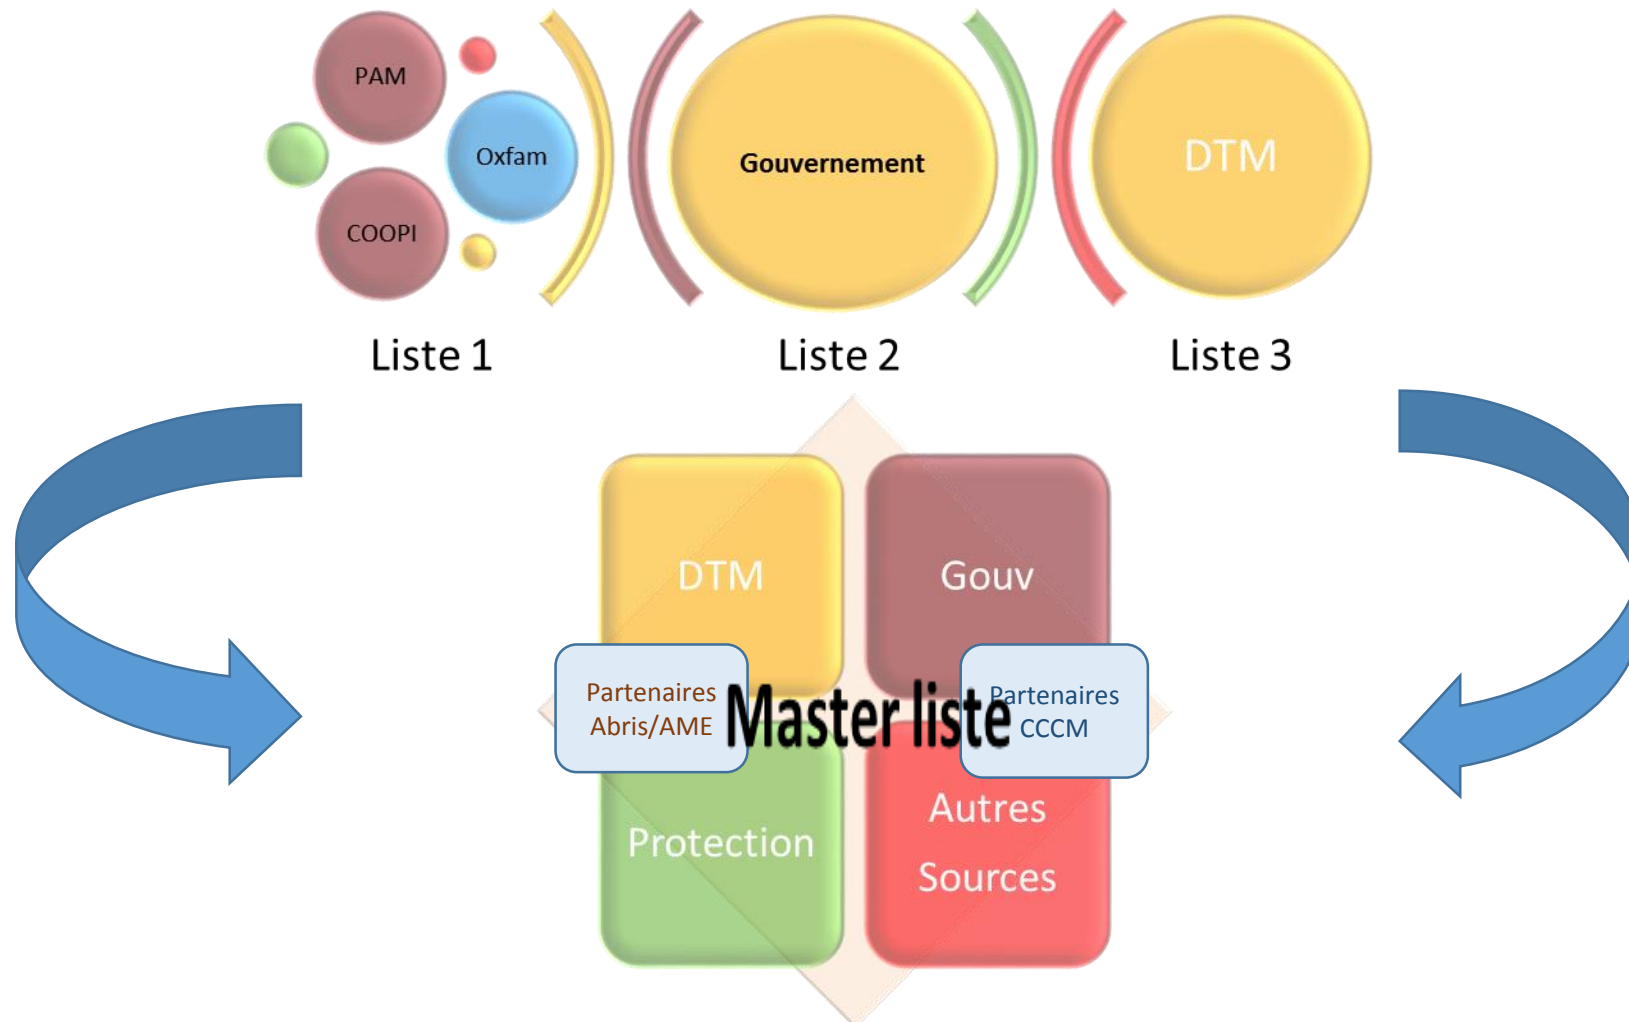 PAM
Oxfam
COOPI
Gouvernement
DTM
Liste 1
Liste 2
Liste 3
DTM
Gouv
Partenaires
Abris/AME
Master liste
Partenaires
CCCM
Protection
Autres
Sources